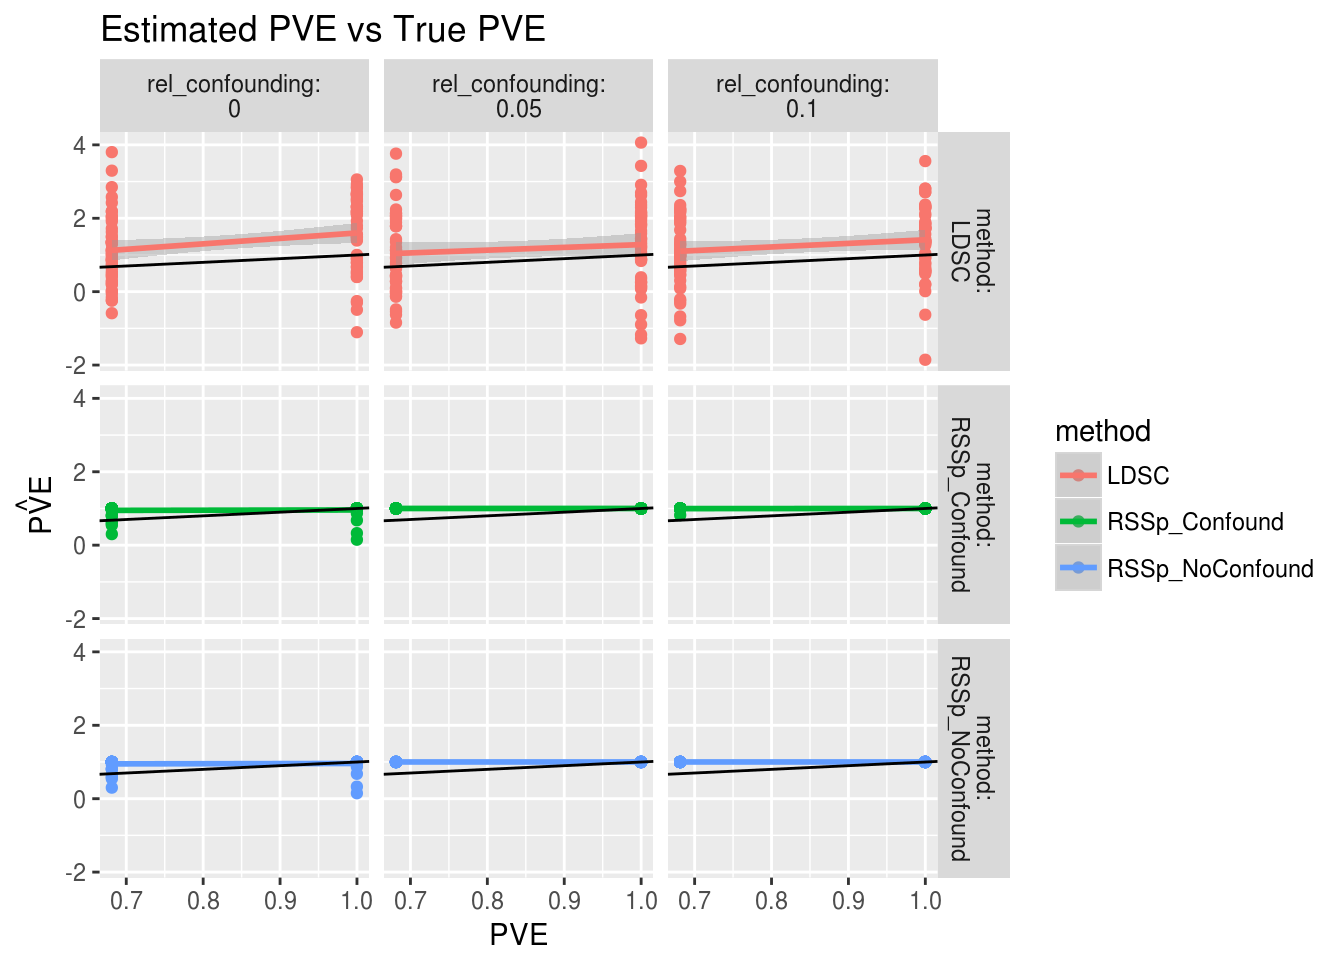 Estimated PVE vs True PVE
rel_confounding:
0
rel_confounding:
0.05
rel_confounding:
0.1
4
2
0
-2
method:
LDSC
4
2
0
-2
method:
RSSp_Confound
4
2
0
-2
method:
RSSp_NoConfound
0.7 0.8 0.9 1.0
0.7 0.8 0.9 1.0
0.7 0.8 0.9 1.0
PVE
PV̂E
method
LDSC
RSSp_Confound
RSSp_NoConfound